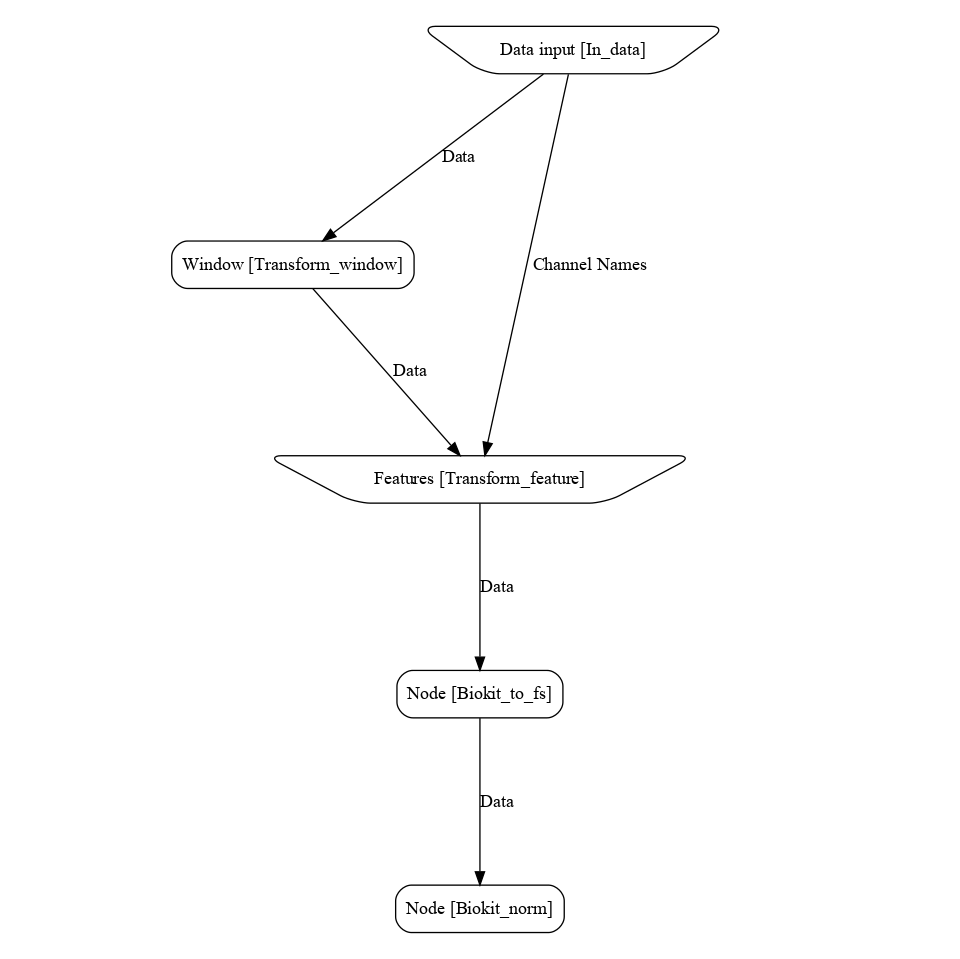 Data input [In_data]
Data
Window [Transform_window]
Channel Names
Data
Features [Transform_feature]
Data
Node [Biokit_to_fs]
Data
Node [Biokit_norm]